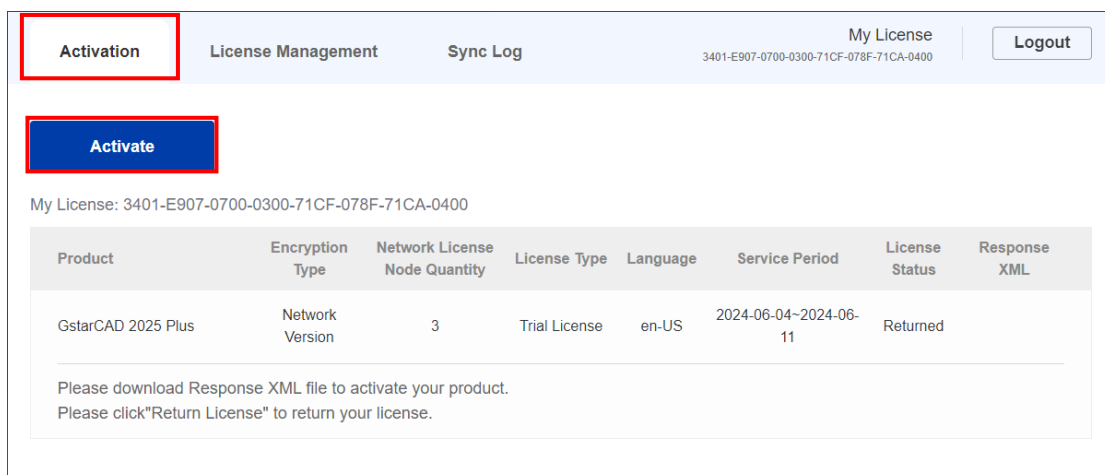 Activation
License Management
Sync Log
My License
3401-E907-0700-0300-71CF-078F-71CA-0400
Logout
Activate
My License: 3401-E907-0700-0300-71CF-078F-71CA-0400
Product
Encryption
Type
Network License
Node Quantity
License Type
Language
Service Period
License
Status
Response
XML
GstarCAD 2025 Plus
Network
Version
3
Trial License
en-US
2024-06-04~2024-06-
11
Returned
Please download Response XML file to activate your product.
Please click"Return License" to return your license.